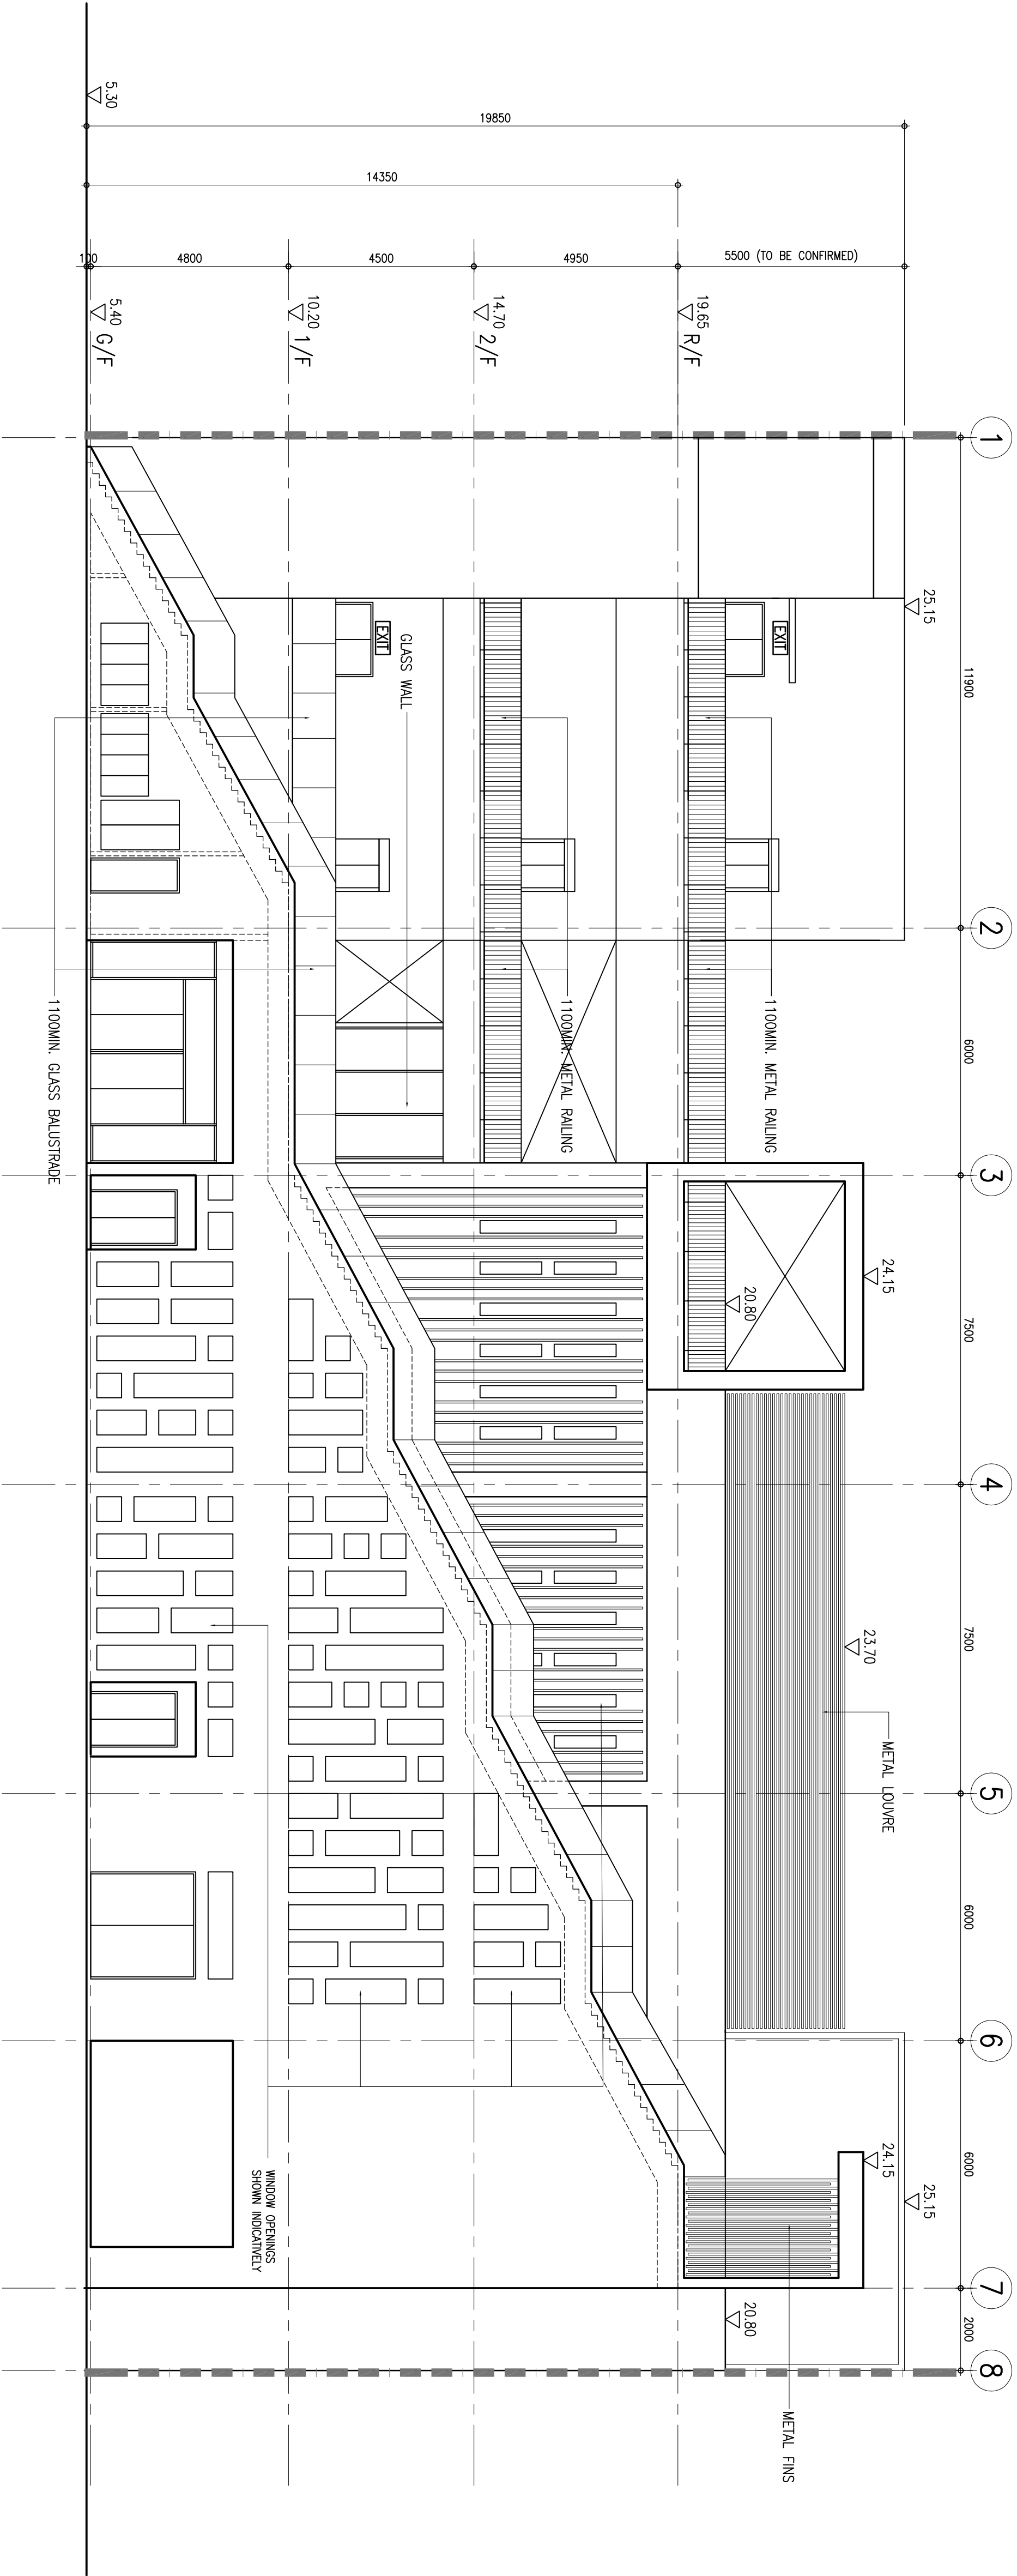 1
2
3
4
5
6
7
8
11900
6000
7500
7500
6000
6000
2000
19850
14350
5500 (TO BE CONFIRMED)
4950
4500
4800
100
25.15
24.15
24.15
25.15
23.70
20.80
20.80
19.65
R/F
14.70
2/F
10.20
1/F
5.40
G/F
5.30
EXIT
EXIT
1100MIN. METAL RAILING
1100MIN. METAL RAILING
METAL LOUVRE
METAL FINS
GLASS WALL
WINDOW OPENINGS
SHOWN INDICATIVELY
1100MIN. GLASS BALUSTRADE